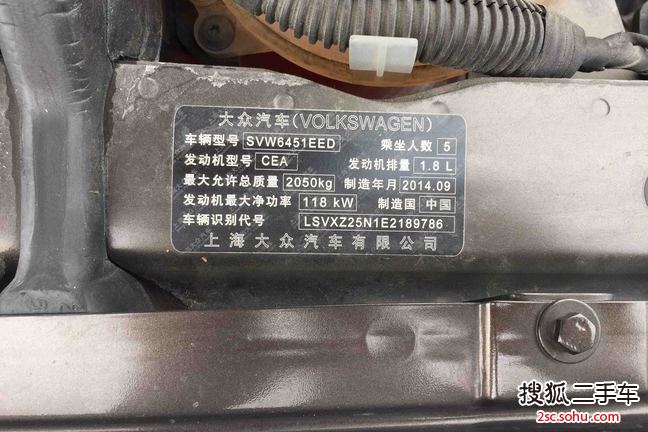 大众汽车(VOLKSWAGEN)
车辆型号 SVW6451EED 乘坐人数 5
发动机型号 CEA 发动机排量 1.8 L
最大允许总质量 2050kg 制造年月 2014.09
发动机最大净功率 118 kW 制造国 中国
车辆识别代号 LSVXZ25N1E2189786
上海大众汽车有限公司
搜狐二手车
2sc.sohu.com